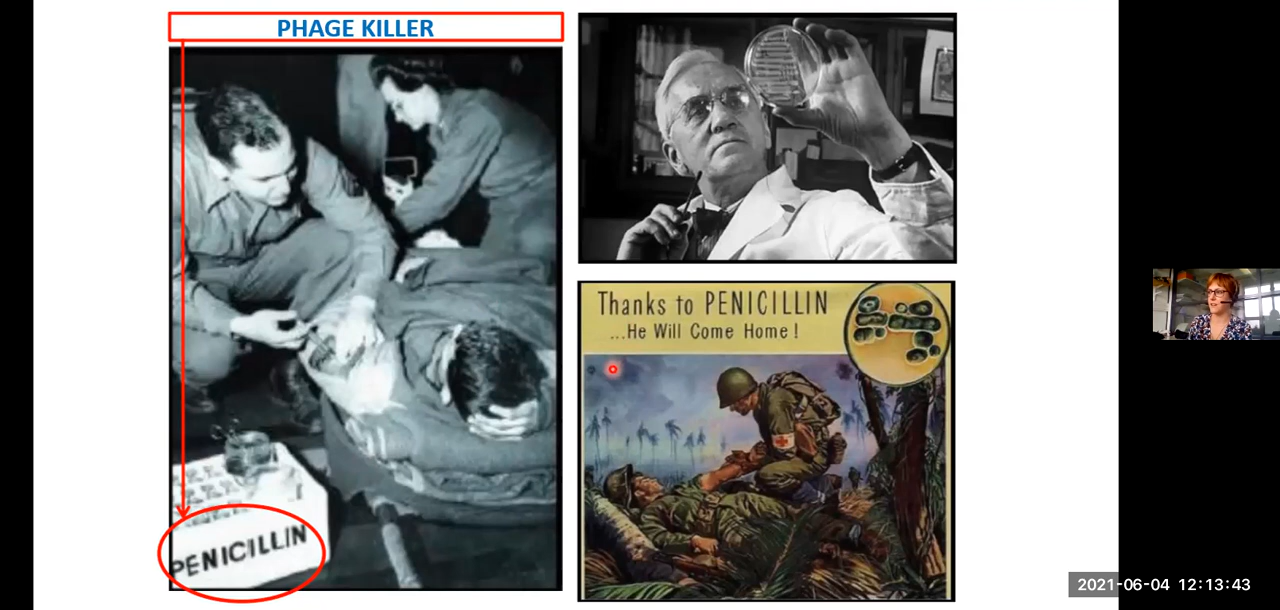 PHAGE KILLER
PENICILLIN
Thanks to PENICILLIN
...He Will Come Home!
2021-06-04 12:13:43